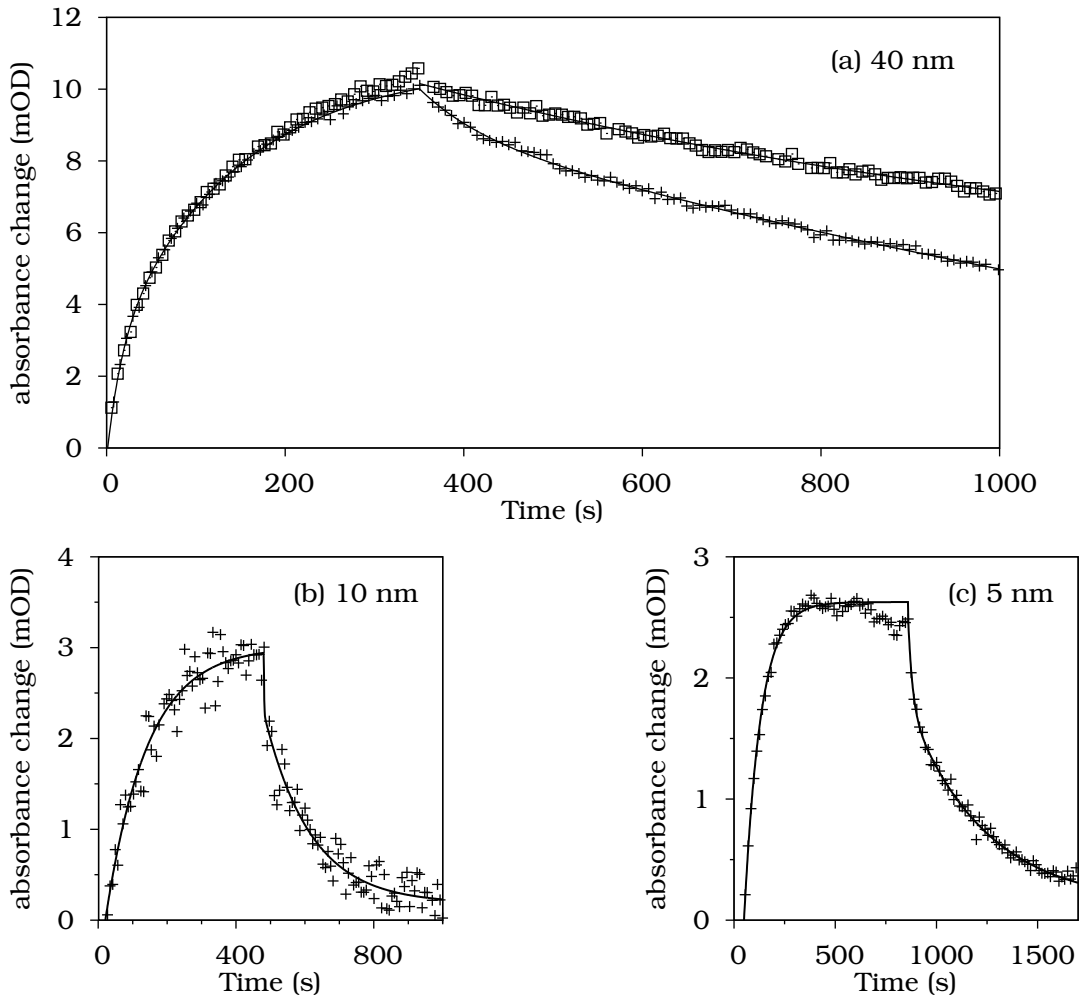 absorbance change (mOD)
12
10
8
6
4
2
0
(a) 40 nm
0 200 400 600 800 1000
Time (s)
absorbance change (mOD)
4
3
2
1
0
(b) 10 nm
0 400 800
Time (s)
absorbance change (mOD)
3
2
1
0
(c) 5 nm
0 500 1000 1500
Time (s)